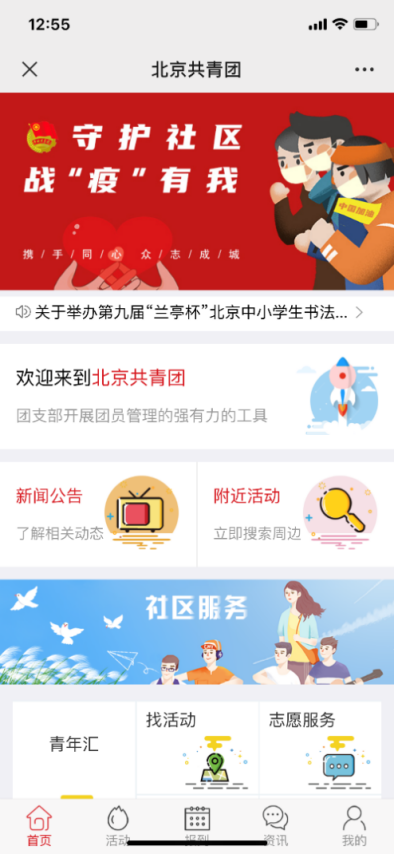 12:55
北京共青团
守护社区
战“疫”有我
中国加油
携/手/同/心/众/志/成/城
关于举办第九届“兰亭杯”北京中小学生书法...
欢迎来到北京共青团
团支部开展团员管理的强有力的工具
新闻公告
附近活动
了解相关动态
立即搜索周边
社区服务
青年汇
找活动
志愿服务
首页
活动
报到
资讯
我的